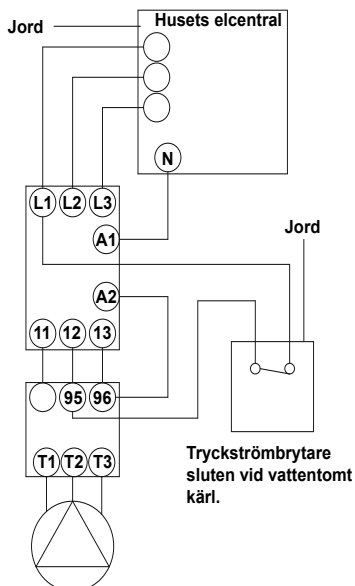 Jord
Husets elcentral
N
L1 L2 L3
A1
Jord
A2
11 12 13
95 96
T1 T2 T3
Tryckströmbrytare
sluten vid vattentomt
kärl.